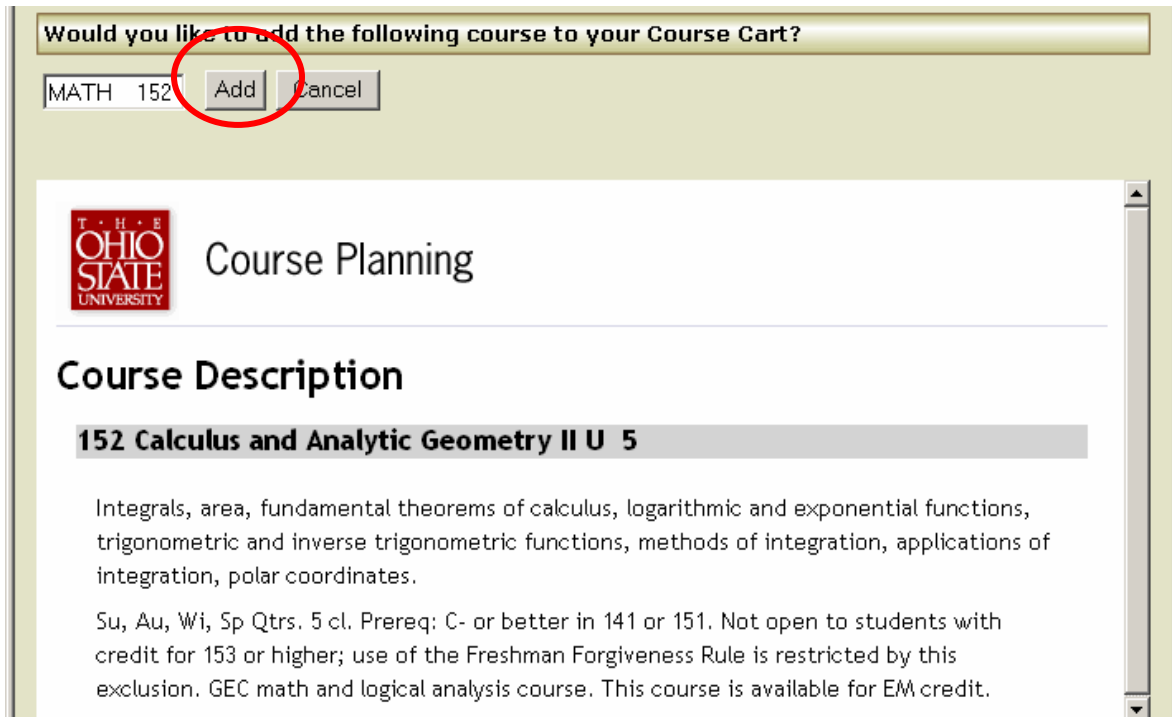 Would you like to add the following course to your Course Cart?
MATH 152 Add Cancel
T · H · E
OHIO
STATE
UNIVERSITY
Course Planning
Course Description
152 Calculus and Analytic Geometry II U 5
Integrals, area, fundamental theorems of calculus, logarithmic and exponential functions,
trigonometric and inverse trigonometric functions, methods of integration, applications of
integration, polar coordinates.
Su, Au, Wi, Sp Qtrs. 5 cl. Prereq: C- or better in 141 or 151. Not open to students with
credit for 153 or higher; use of the Freshman Forgiveness Rule is restricted by this
exclusion. GEC math and logical analysis course. This course is available for EM credit.